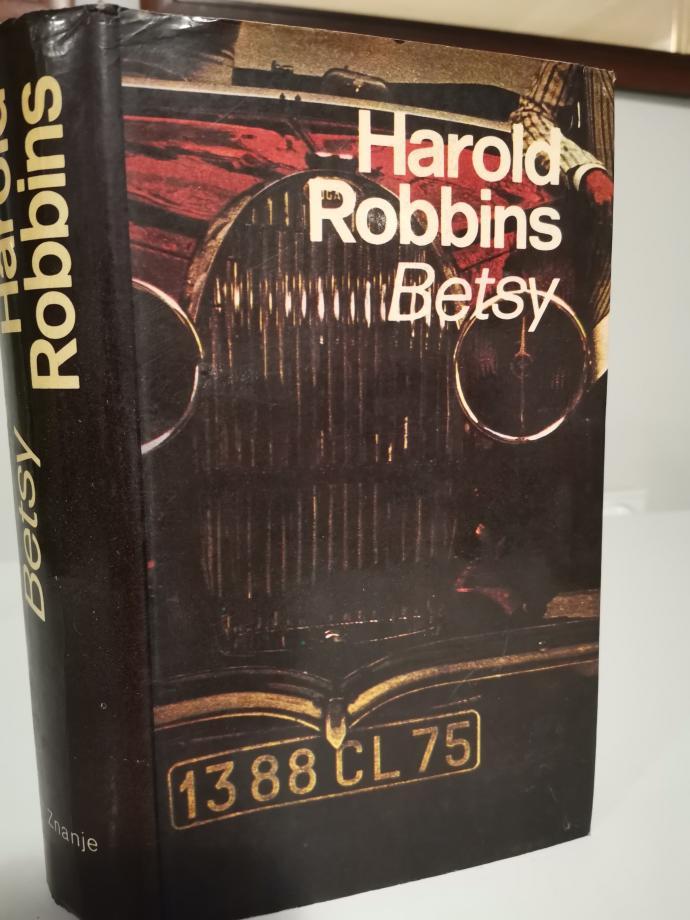 Harold
Robbins
Betsy
1388 CL 75
Harold
Robbins
Betsy
Znanje